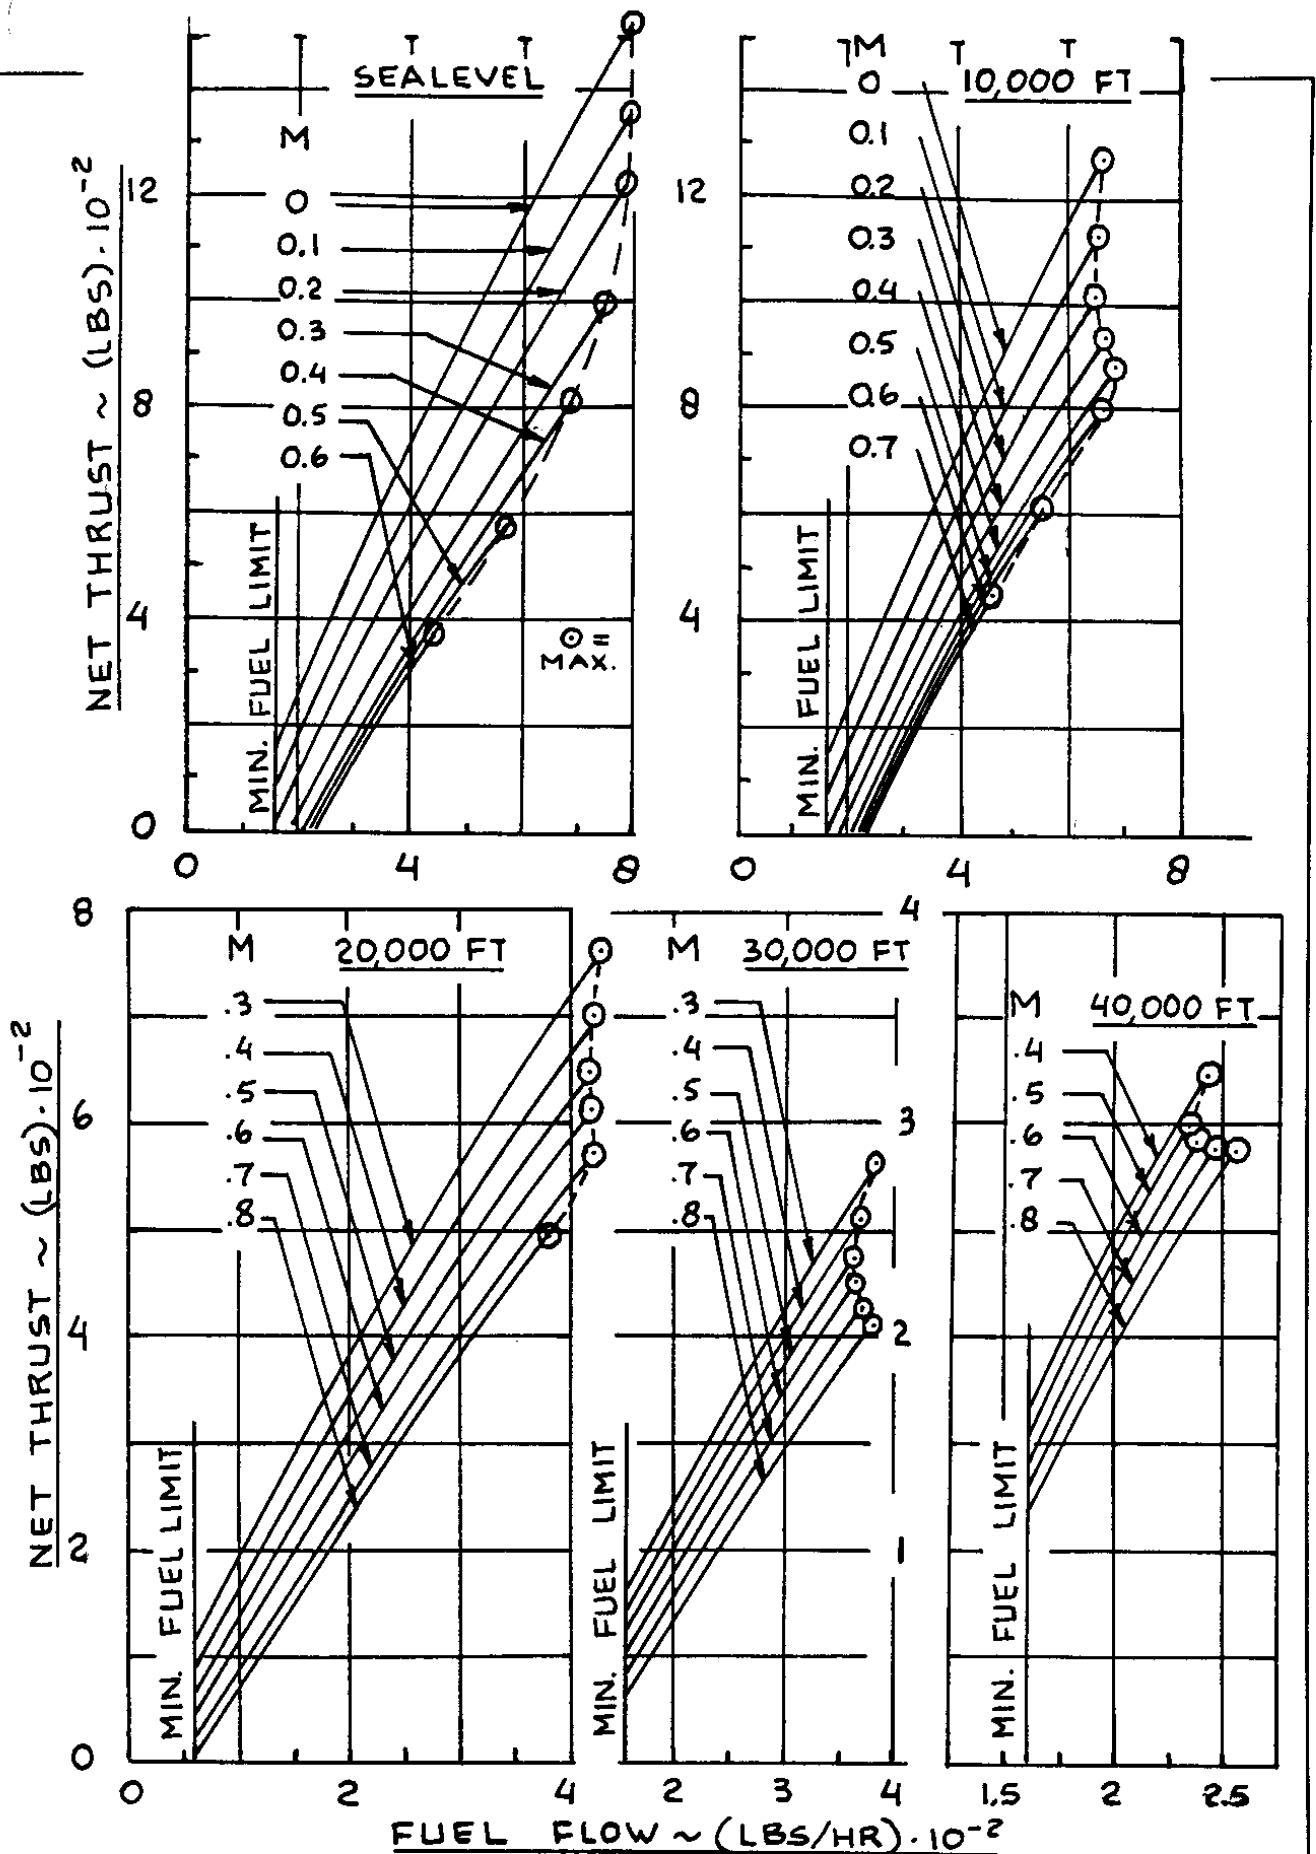 SEALEVEL
M
0
0.1
0.2
0.3
0.4
0.5
0.6
MIN. FUEL LIMIT
⊙ =
MAX.
NET THRUST ~ (LBS)·10⁻²
12
8
4
0
0 4 8
M
10,000 FT
0
0.1
0.2
0.3
0.4
0.5
0.6
0.7
MIN. FUEL LIMIT
12
8
4
0 4 8
M 20,000 FT
.3
.4
.5
.6
.7
.8
MIN. FUEL LIMIT
NET THRUST ~ (LBS)·10⁻²
8
6
4
2
0
0 2 4
M 30,000 FT
.3
.4
.5
.6
.7
.8
MIN. FUEL LIMIT
4
3
2
1
2 3 4
M 40,000 FT
.4
.5
.6
.7
.8
MIN. FUEL LIMIT
1.5 2 2.5
FUEL FLOW ~ (LBS/HR)·10⁻²